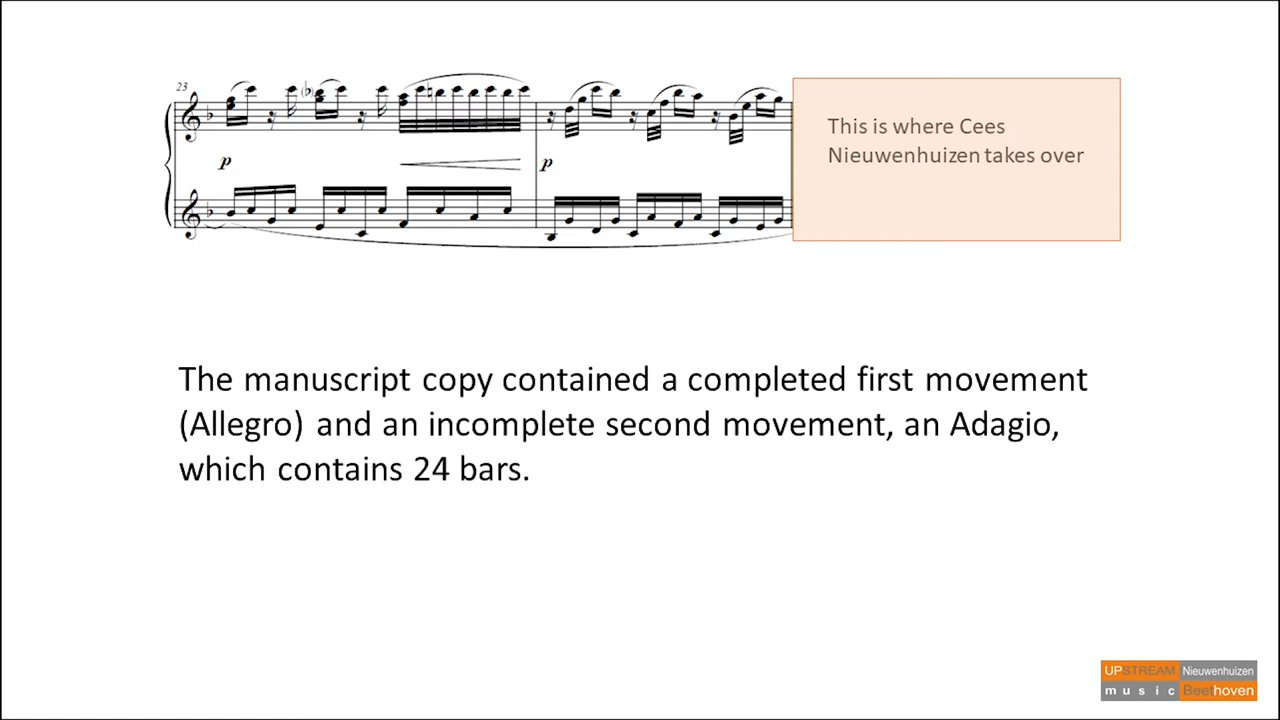 23
This is where Cees
Nieuwenhuizen takes over
p
p
The manuscript copy contained a completed first movement
(Allegro) and an incomplete second movement, an Adagio,
which contains 24 bars.
UPSTREAM Nieuwenhuizen
music Beethoven